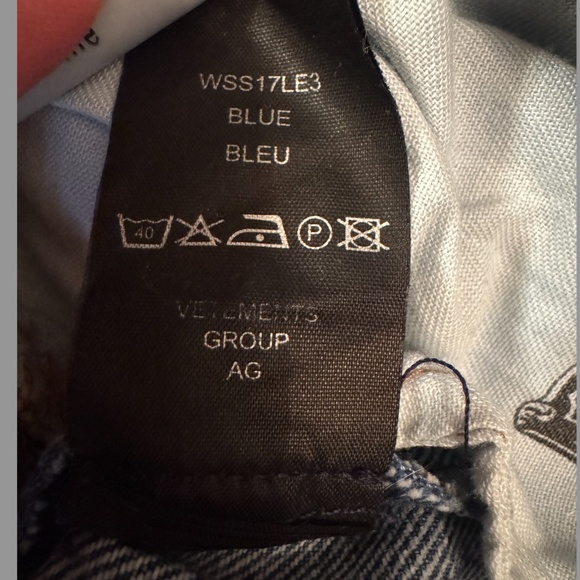 WSS17LE3
BLUE
BLEU
40
P
VETEMENTS
GROUP
AG